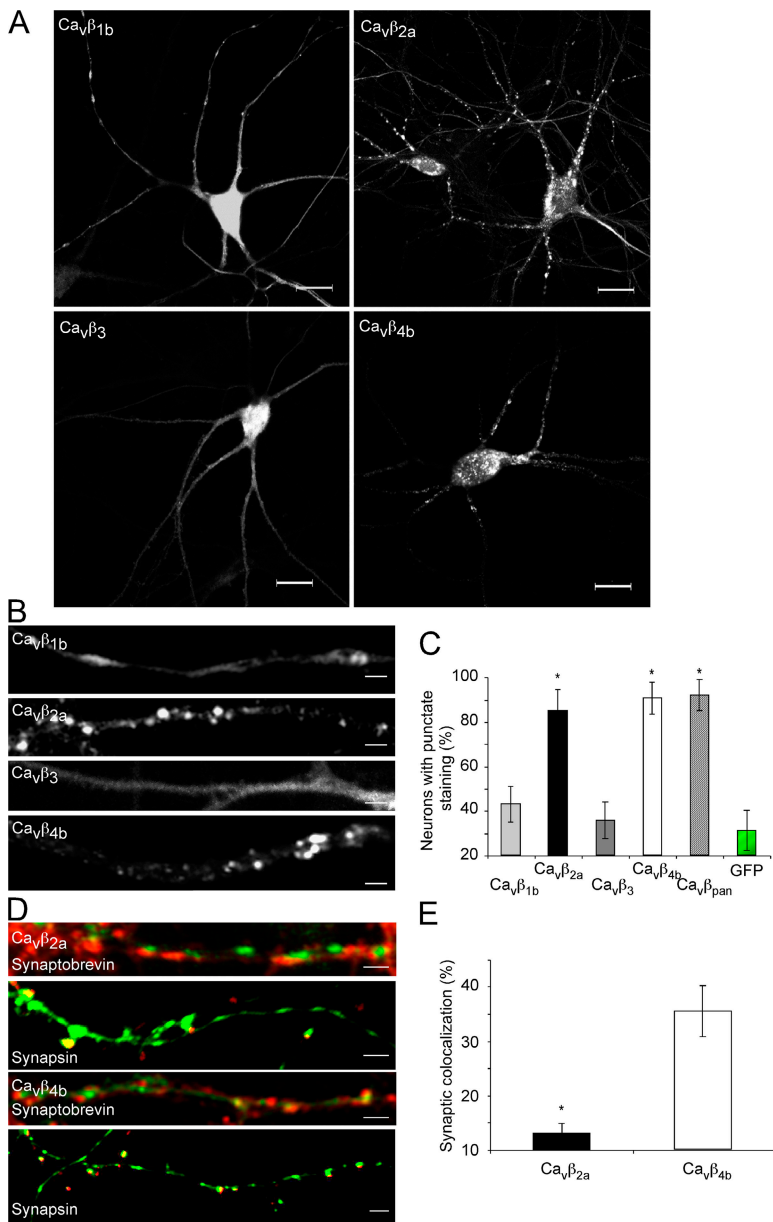 A
Caᵥβ₁b
Caᵥβ₂a
Caᵥβ₃
Caᵥβ₄b
B
Caᵥβ₁b
Caᵥβ₂a
Caᵥβ₃
Caᵥβ₄b
C
Neurons with punctate
staining (%)
100
80
60
40
20
Caᵥβ₁b
Caᵥβ₂a
Caᵥβ₃
Caᵥβ₄b
Caᵥβpan
GFP
*
*
*
D
Caᵥβ₂a
Synaptobrevin
Synapsin
Caᵥβ₄b
Synaptobrevin
Synapsin
E
Synaptic colocalization (%)
40
30
20
10
*
Caᵥβ₂a
Caᵥβ₄b